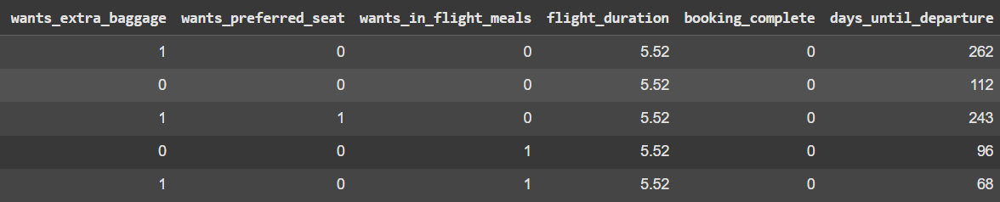 wants_extra_baggage wants_preferred_seat wants_in_flight_meals flight_duration booking_complete days_until_departure
1 0 0 5.52 0 262
0 0 0 5.52 0 112
1 1 0 5.52 0 243
0 0 1 5.52 0 96
1 0 1 5.52 0 68